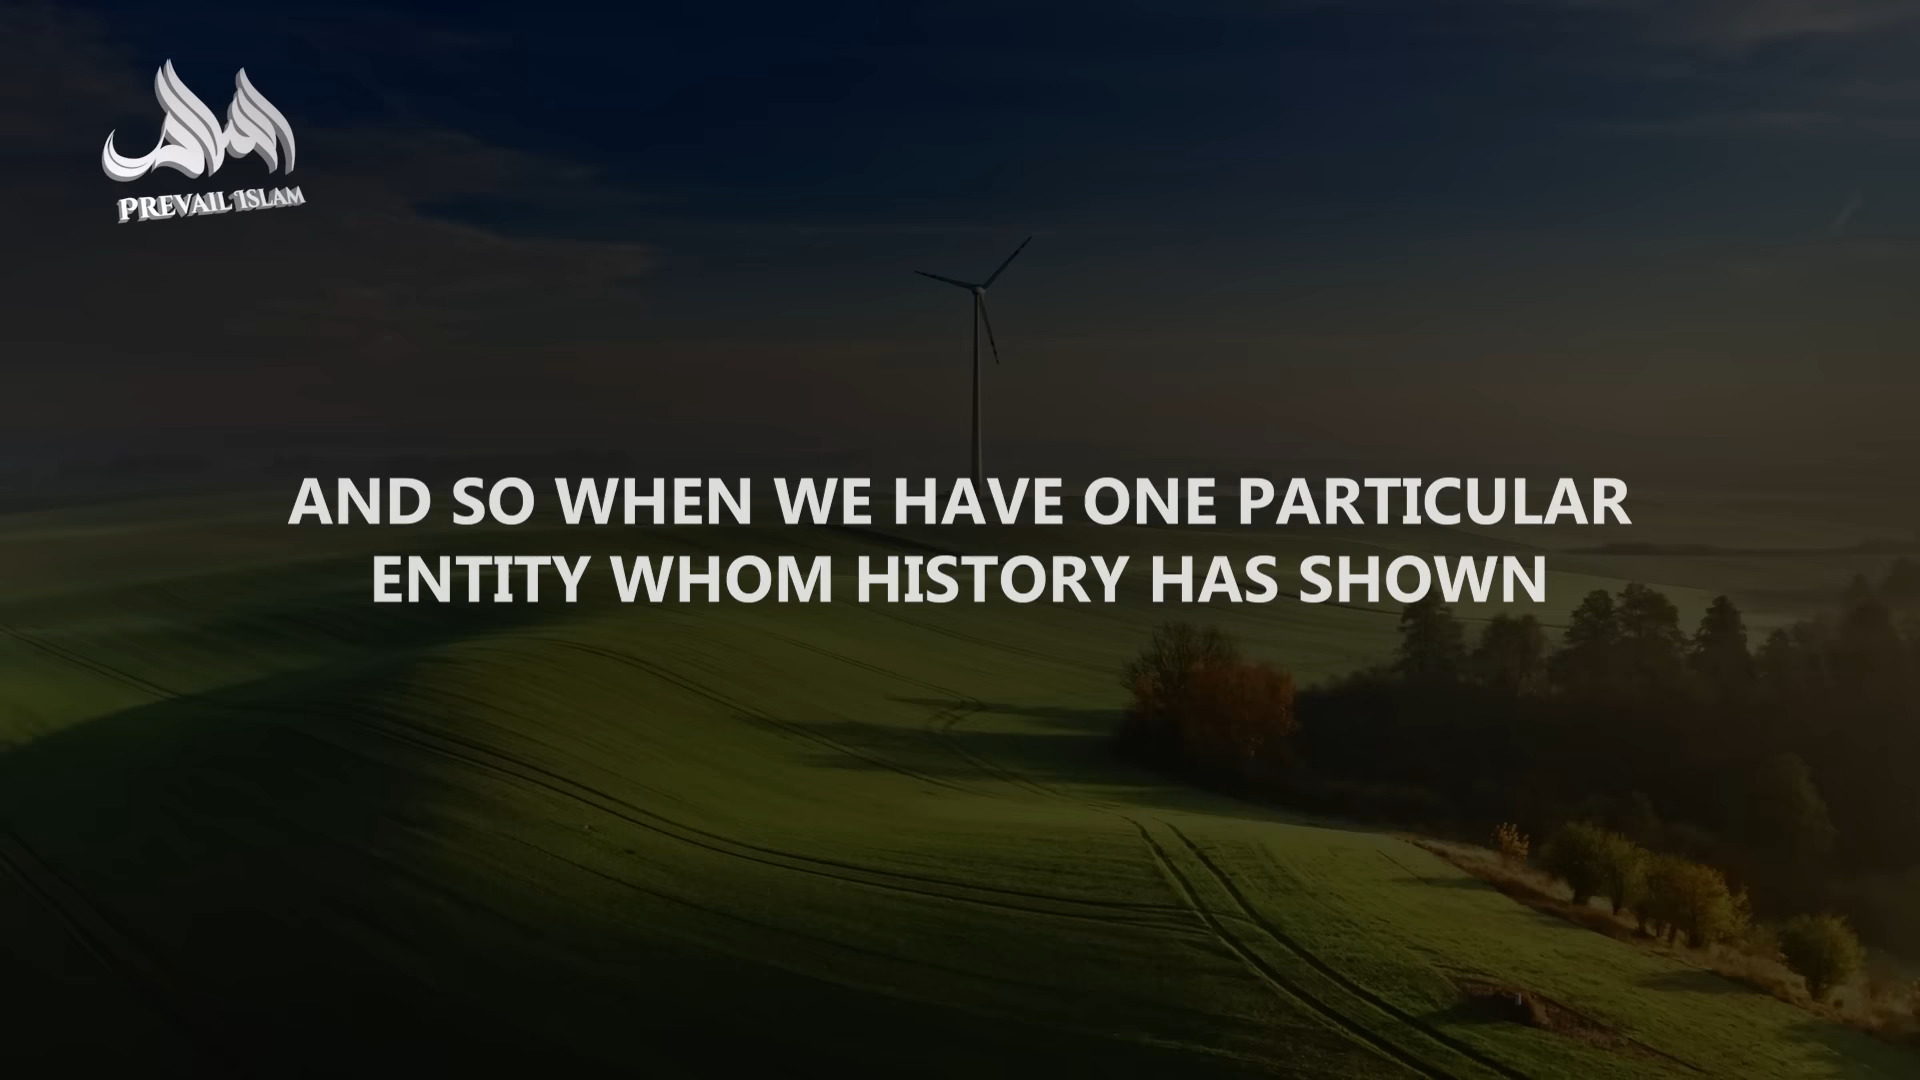 PREVAIL ISLAM
AND SO WHEN WE HAVE ONE PARTICULAR
ENTITY WHOM HISTORY HAS SHOWN